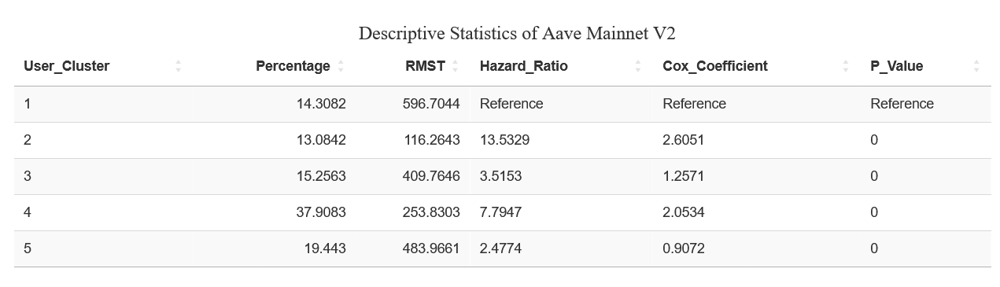 Descriptive Statistics of Aave Mainnet V2
User_Cluster Percentage RMST Hazard_Ratio Cox_Coefficient P_Value
1 14.3082 596.7044 Reference Reference Reference
2 13.0842 116.2643 13.5329 2.6051 0
3 15.2563 409.7646 3.5153 1.2571 0
4 37.9083 253.8303 7.7947 2.0534 0
5 19.443 483.9661 2.4774 0.9072 0